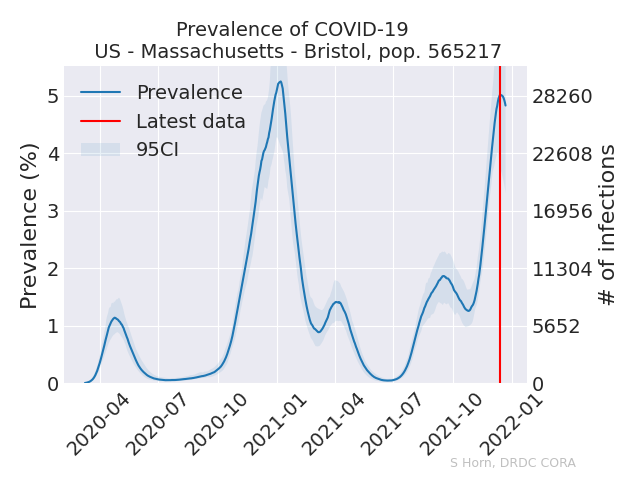 Prevalence of COVID-19
US - Massachusetts - Bristol, pop. 565217
Prevalence
Latest data
95CI
Prevalence (%)
5
4
3
2
1
0
28260
22608
16956
11304
5652
0
# of infections
2020-04
2020-07
2020-10
2021-01
2021-04
2021-07
2021-10
2022-01
S Horn, DRDC CORA